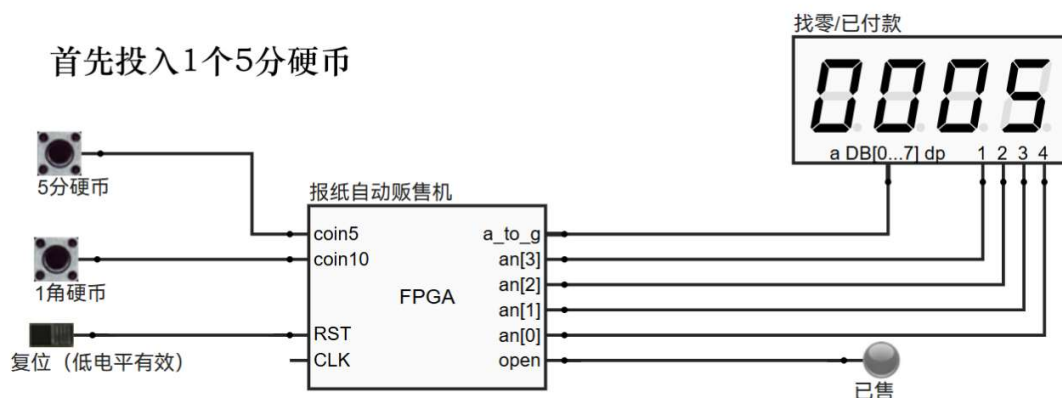 首先投入1个5分硬币
找零/已付款
0005
a DB[0...7] dp 1 2 3 4
5分硬币
1角硬币
复位（低电平有效）
报纸自动贩售机
coin5
coin10
FPGA
RST
CLK
a_to_g
an[3]
an[2]
an[1]
an[0]
open
已售